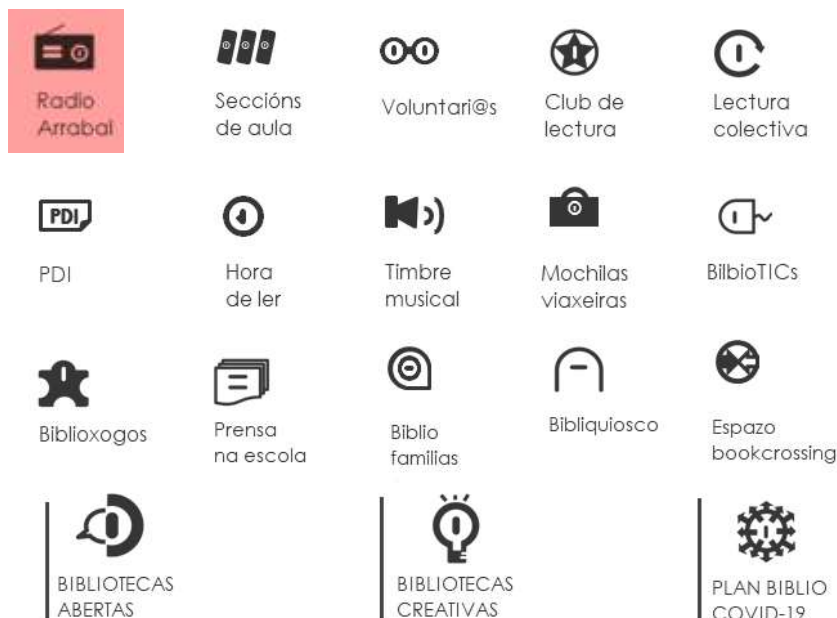 Radio
Arrabal
Seccións
de aula
Voluntari@s
Club de
lectura
Lectura
colectiva
PDI
PDI
Hora
de ler
Timbre
musical
Mochilas
viaxeiras
BilbioTICs
Biblioxogos
Prensa
na escola
Biblio
familias
Bibliquiosco
Espazo
bookcrossing
BIBLIOTECAS
ABERTAS
BIBLIOTECAS
CREATIVAS
PLAN BIBLIO
COVID-19